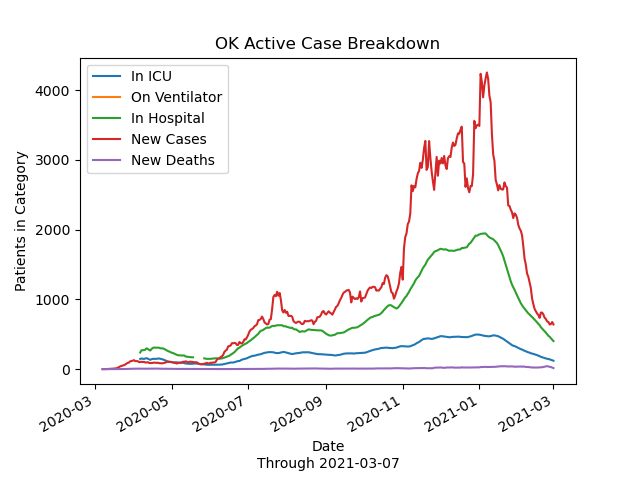 OK Active Case Breakdown
In ICU
On Ventilator
In Hospital
New Cases
New Deaths
Patients in Category
4000
3000
2000
1000
0
2020-03
2020-05
2020-07
2020-09
2020-11
2021-01
2021-03
Date
Through 2021-03-07